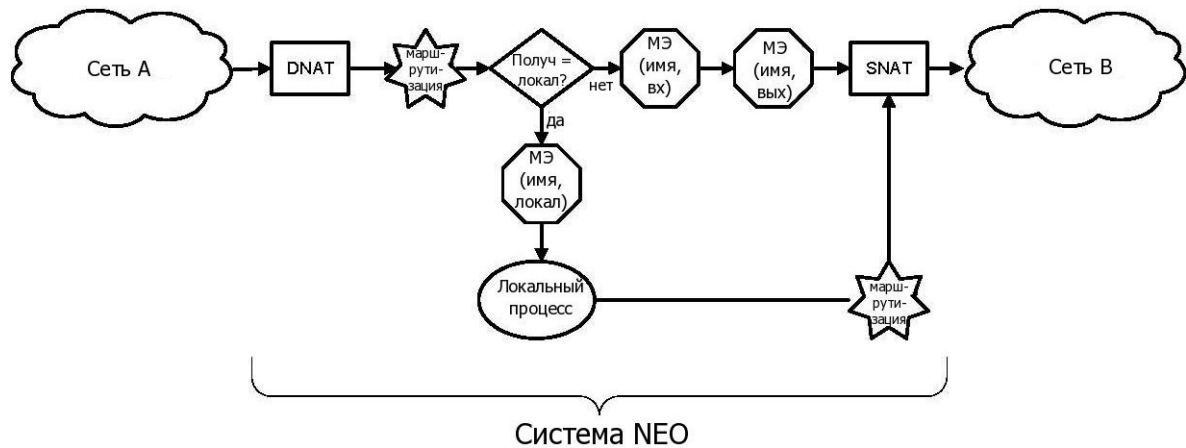 Сеть А
DNAT
марш-
рути-
зация
Получ =
локал?
нет
МЭ
(имя,
вх)
МЭ
(имя,
вых)
SNAT
Сеть В
да
МЭ
(имя,
локал)
Локальный
процесс
марш-
рути-
зация
Система NEO